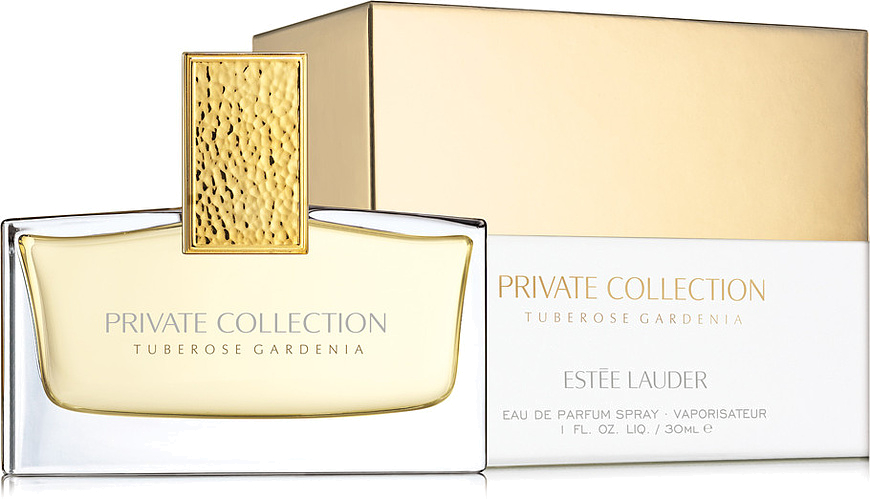 PRIVATE COLLECTION
TUBEROSE GARDENIA
PRIVATE COLLECTION
TUBEROSE GARDENIA
ESTĒE LAUDER
EAU DE PARFUM SPRAY · VAPORISATEUR
1 FL. OZ. LIQ. / 30ML ℮